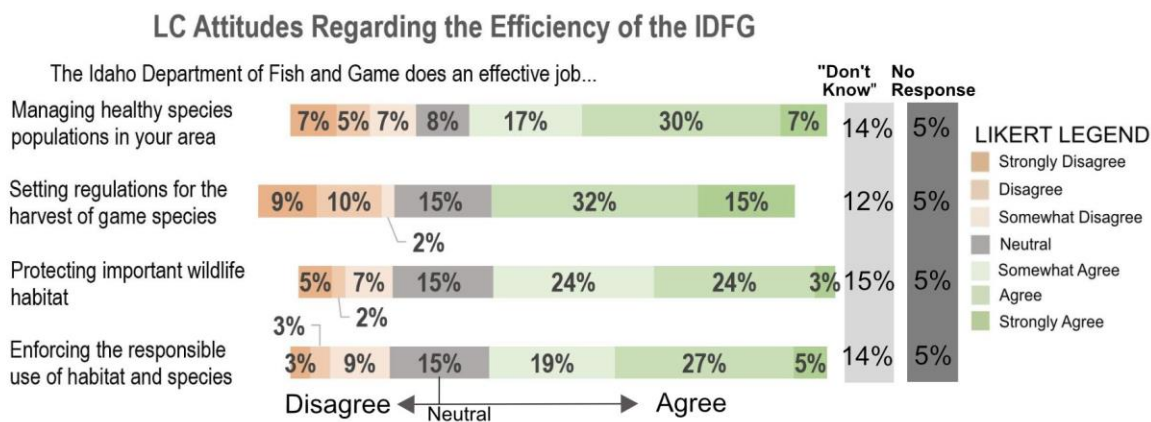 LC Attitudes Regarding the Efficiency of the IDFG
The Idaho Department of Fish and Game does an effective job...
"Don't Know"
No Response
Managing healthy species
populations in your area
7% 5% 7% 8% 17% 30% 7% 14% 5%
Setting regulations for the
harvest of game species
9% 10% 15% 32% 15% 12% 5%
2%
Protecting important wildlife
habitat
5% 7% 15% 24% 24% 3% 15% 5%
2%
3%
Enforcing the responsible
use of habitat and species
3% 9% 15% 19% 27% 5% 14% 5%
Disagree Neutral Agree
LIKERT LEGEND
Strongly Disagree
Disagree
Somewhat Disagree
Neutral
Somewhat Agree
Agree
Strongly Agree